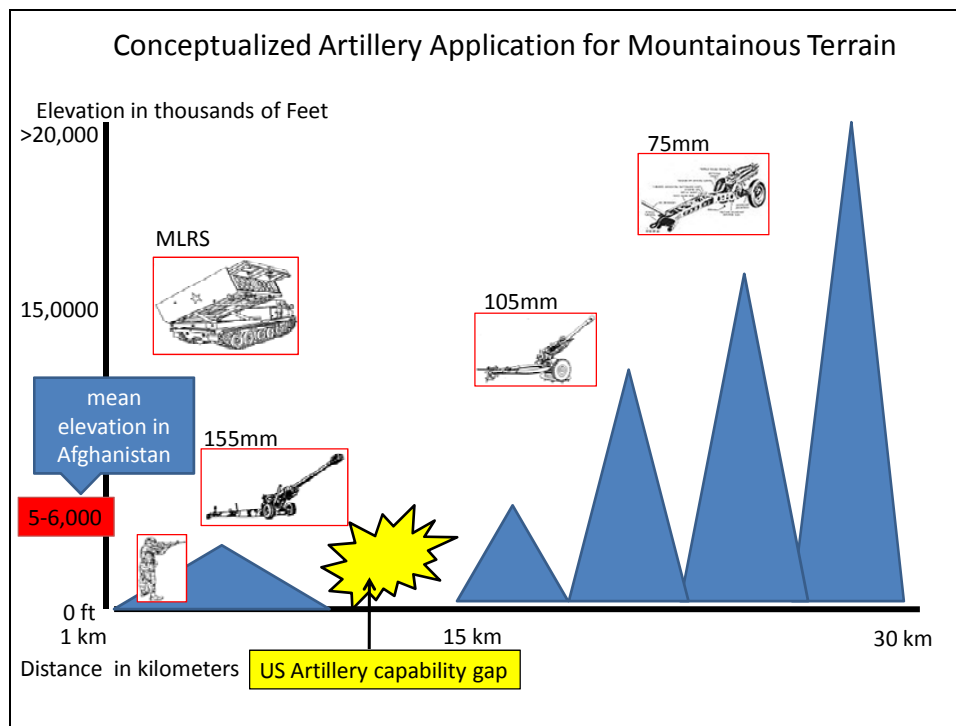 Conceptualized Artillery Application for Mountainous Terrain
Elevation in thousands of Feet
>20,000
75mm
MLRS
15,0000
105mm
mean
elevation in
Afghanistan
155mm
5-6,000
0 ft
1 km
15 km
30 km
Distance in kilometers
US Artillery capability gap